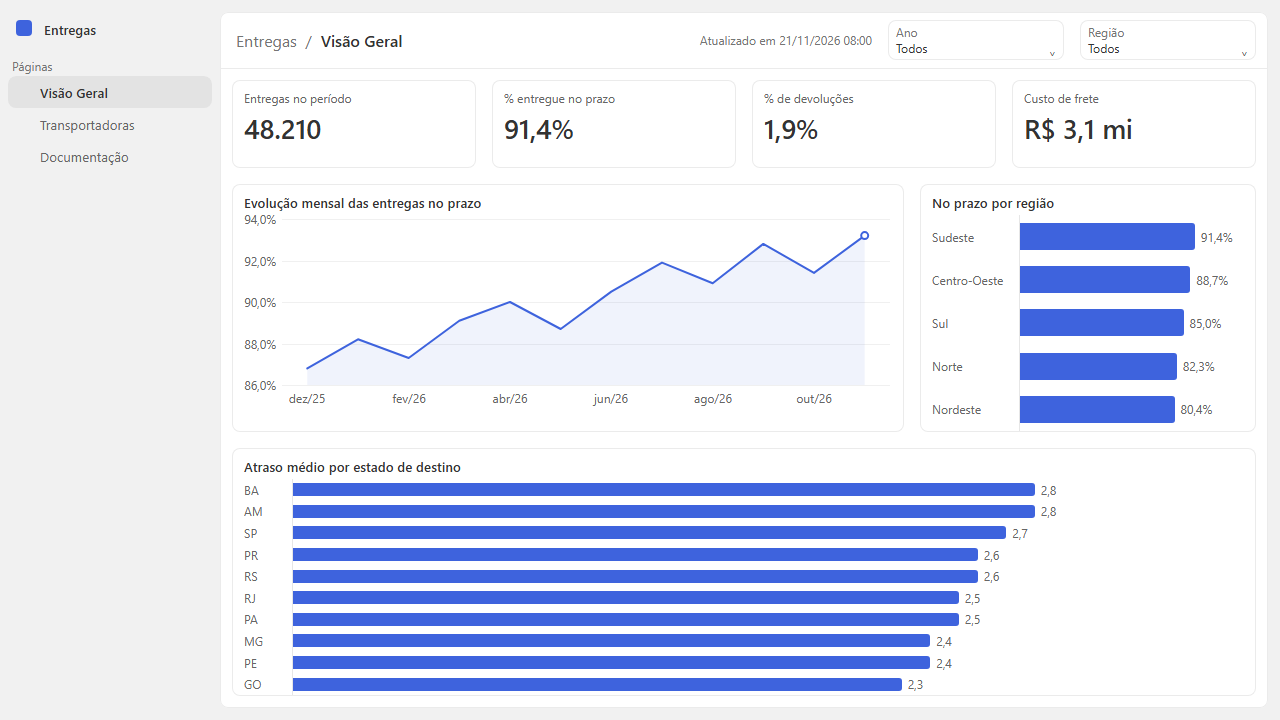 Entregas
Páginas
Visão Geral
Transportadoras
Documentação
Entregas / Visão Geral
Atualizado em 21/11/2026 08:00
Ano
Todos
Região
Todos
Entregas no período
48.210
% entregue no prazo
91,4%
% de devoluções
1,9%
Custo de frete
R$ 3,1 mi
Evolução mensal das entregas no prazo
94,0%
92,0%
90,0%
88,0%
86,0%
dez/25 fev/26 abr/26 jun/26 ago/26 out/26
No prazo por região
Sudeste 91,4%
Centro-Oeste 88,7%
Sul 85,0%
Norte 82,3%
Nordeste 80,4%
Atraso médio por estado de destino
BA 2,8
AM 2,8
SP 2,7
PR 2,6
RS 2,6
RJ 2,5
PA 2,5
MG 2,4
PE 2,4
GO 2,3